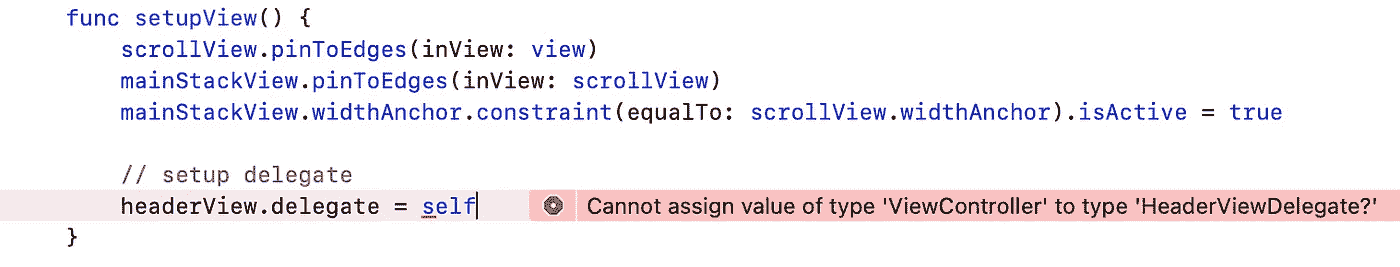 func setupView() {
scrollView.pinToEdges(inView: view)
mainStackView.pinToEdges(inView: scrollView)
mainStackView.widthAnchor.constraint(equalTo: scrollView.widthAnchor).isActive = true
// setup delegate
headerView.delegate = self Cannot assign value of type 'ViewController' to type 'HeaderViewDelegate?'
}